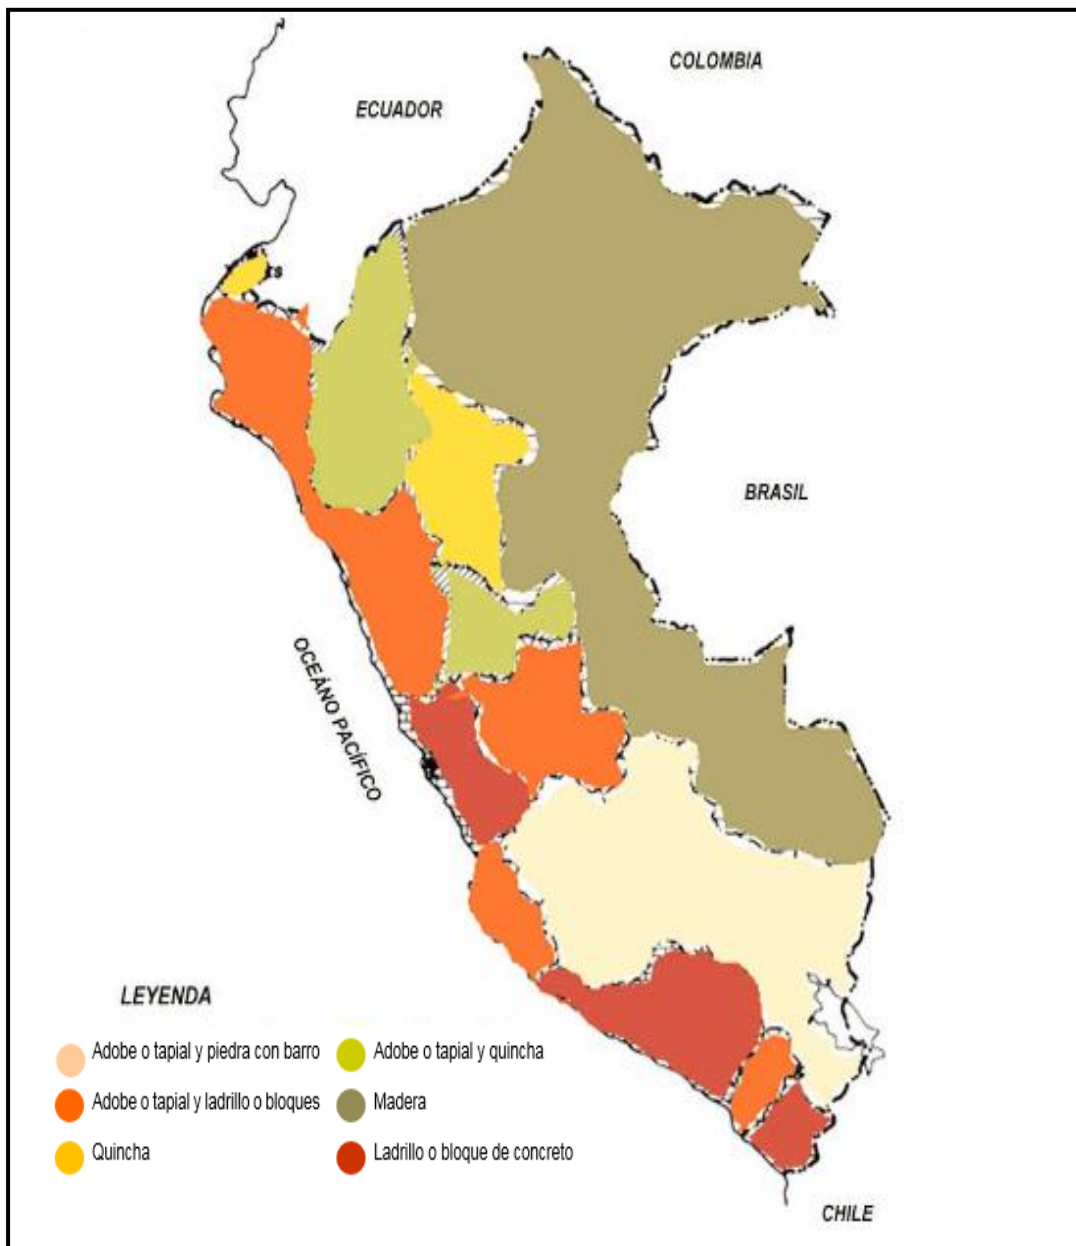 COLOMBIA
ECUADOR
BRASIL
OCEÁNO PACÍFICO
LEYENDA
Adobe o tapial y piedra con barro
Adobe o tapial y quincha
Adobe o tapial y ladrillo o bloques
Madera
Quincha
Ladrillo o bloque de concreto
CHILE